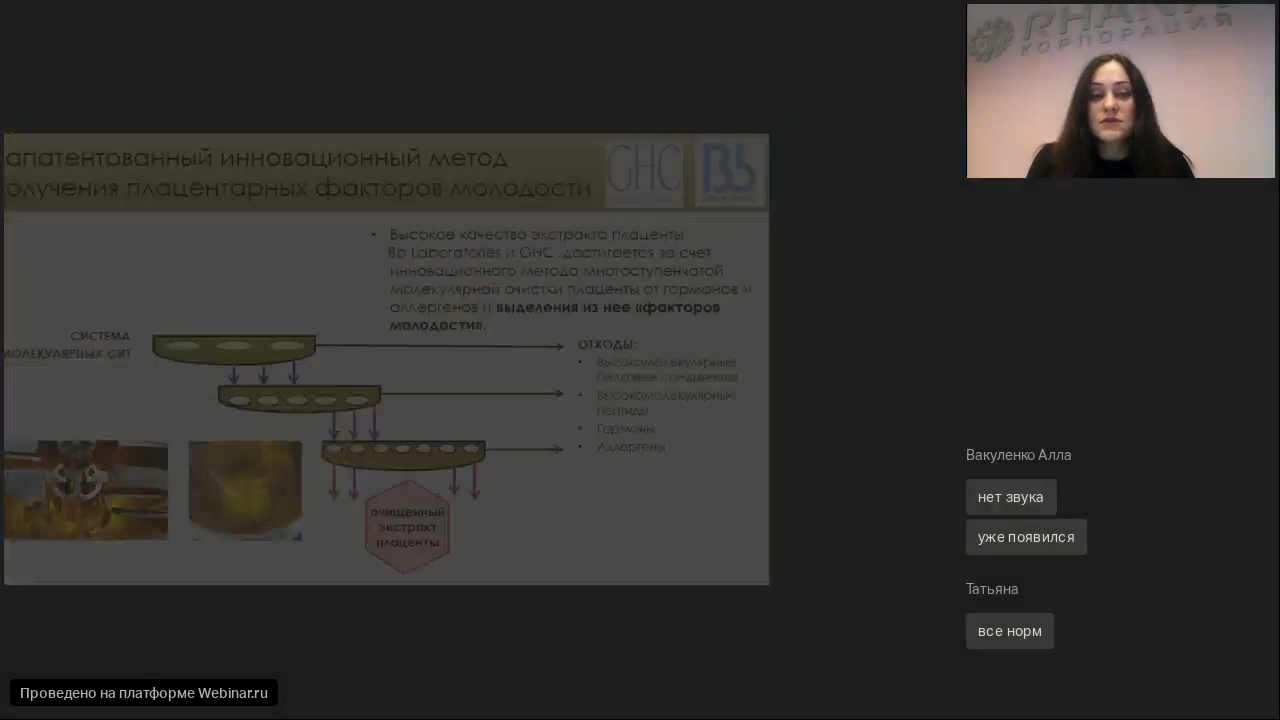 апатентованный инновационный метод
олучения плацентарных факторов молодости
GHC
Bb
• Высокое качество экстракта плаценты
Bb Laboratories и GHC достигается за счет
инновационного метода многоступенчатой
молекулярной очистки плаценты от гормонов и
аллергенов и выделения из нее «факторов
молодости».
СИСТЕМА
МОЛЕКУЛЯРНЫХ СИТ
ОТХОДЫ:
• Высокомолекулярные
белковые соединения
• Высокомолекулярные
пептиды
• Гормоны
• Аллергены
очищенный
экстракт
плаценты
КОРПОРАЦИЯ
Вакуленко Алла
нет звука
уже появился
Татьяна
все норм
Проведено на платформе Webinar.ru